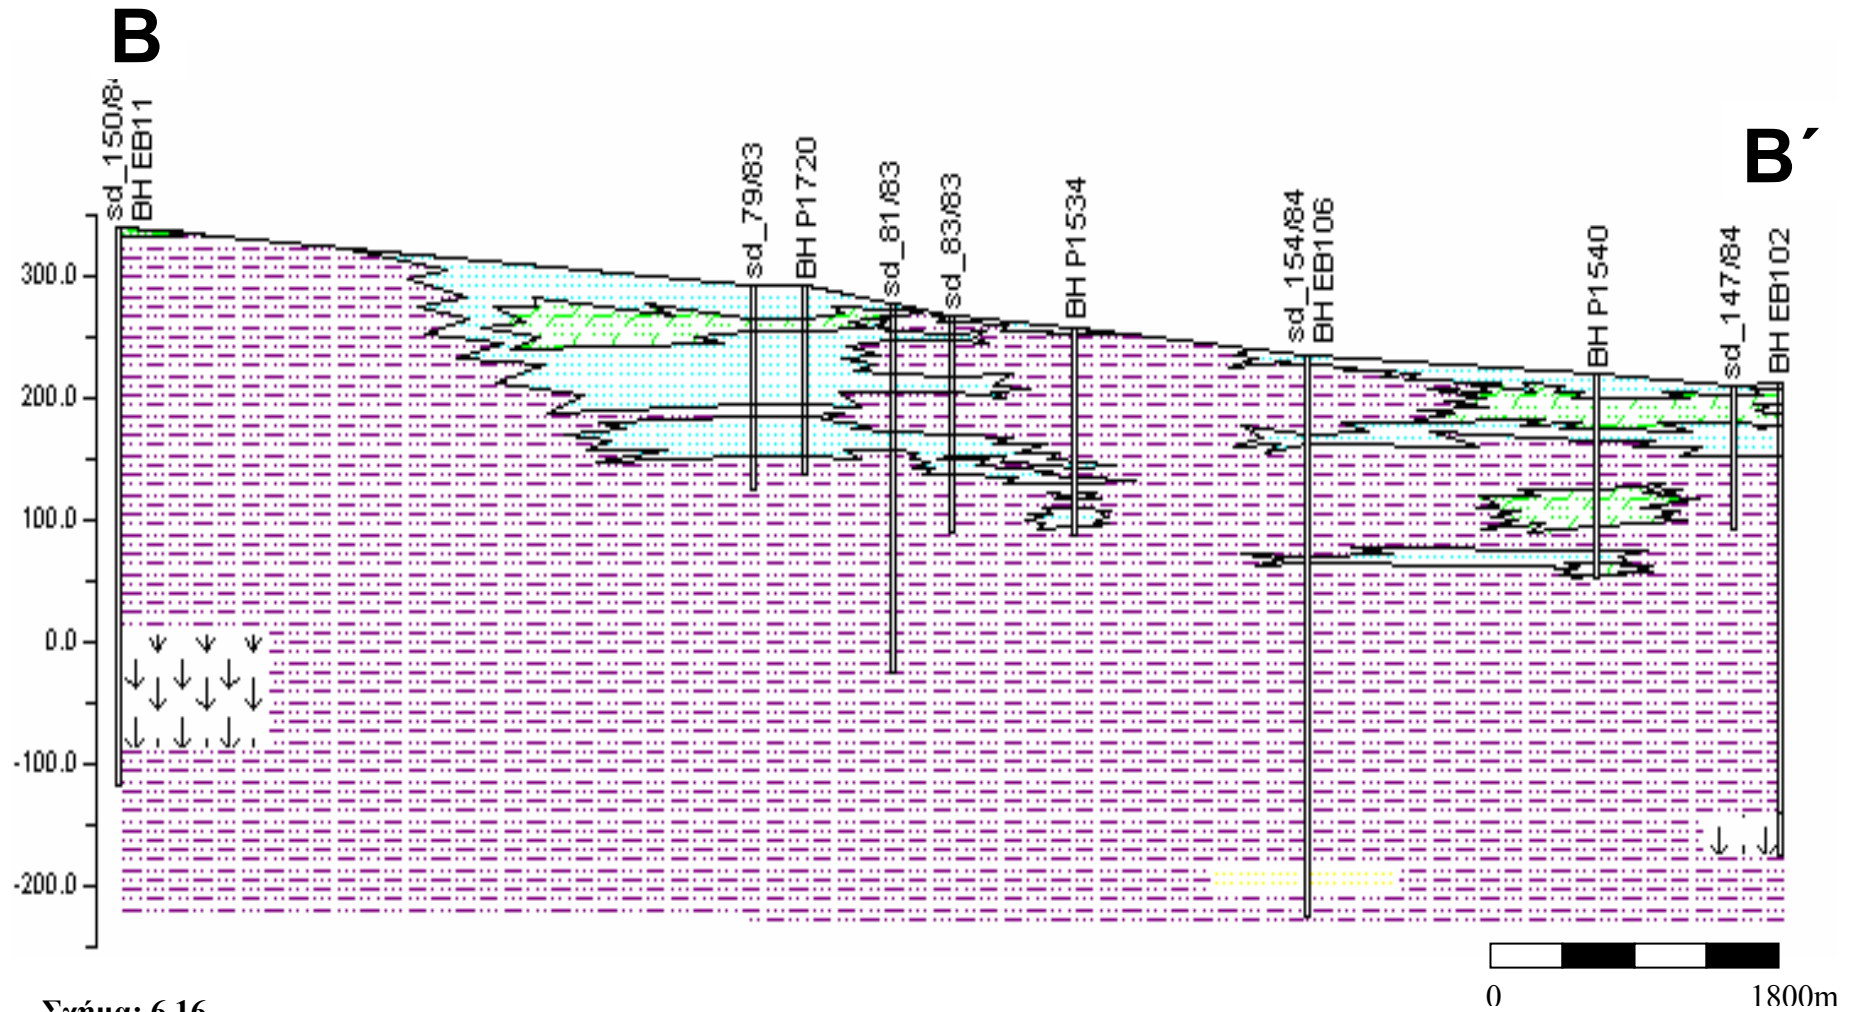 B
B´
sd_150/8
BH EB11
sd_79/83
BH P1720
sd_81/83
sd_83/83
BH P1534
sd_154/84
BH EB106
BH P1540
sd_147/84
BH EB102
300.0
200.0
100.0
0.0
-100.0
-200.0
0 1800m
Σχήμα: 6.16